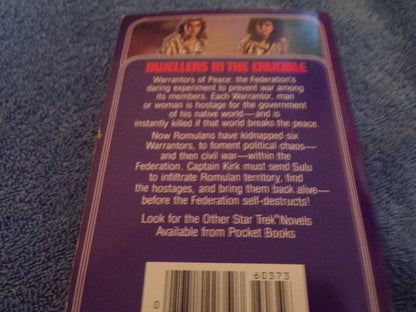 DWELLERS IN THE CRUCIBLE
Warrantors of Peace: the Federation's
daring experiment to prevent war among
its members. Each Warrantor, man
or woman, is hostage for the government
of his native world—and is
instantly killed if that world breaks the peace.
Now Romulans have kidnapped six
Warrantors, to foment political chaos—
and then civil war—within the
Federation. Captain Kirk must send Sulu
to infiltrate Romulan territory, find
the hostages, and bring them back alive—
before the Federation self-destructs!
Look for the Other Star Trek Novels
Available from Pocket Books
60373
0